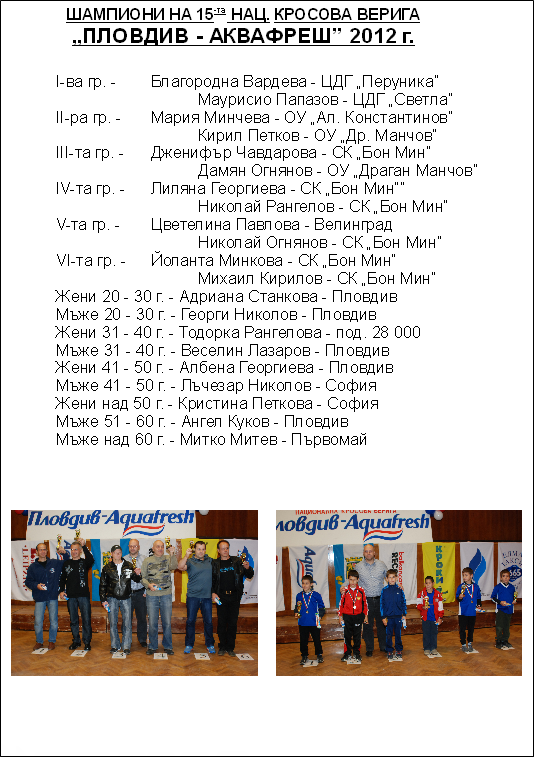 ШАМПИОНИ НА 15-та НАЦ. КРОСОВА ВЕРИГА
„ПЛОВДИВ - АКВАФРЕШ” 2012 г.
I-ва гр. - Благородна Вардева - ЦДГ „Перуника“
Маурисио Папазов - ЦДГ „Светла“
II-ра гр. - Мария Минчева - ОУ „Ал. Константинов“
Кирил Петков - ОУ „Др. Манчов“
III-та гр. - Дженифър Чавдарова - СК „Бон Мин“
Дамян Огнянов - ОУ „Драган Манчов“
IV-та гр. - Лиляна Георгиева - СК „Бон Мин““
Николай Рангелов - СК „Бон Мин“
V-та гр. - Цветелина Павлова - Велинград
Николай Огнянов - СК „Бон Мин“
VI-та гр. - Йоланта Минкова - СК „Бон Мин“
Михаил Кирилов - СК „Бон Мин“
Жени 20 - 30 г. - Адриана Станкова - Пловдив
Мъже 20 - 30 г. - Георги Николов - Пловдив
Жени 31 - 40 г. - Тодорка Рангелова - под. 28 000
Мъже 31 - 40 г. - Веселин Лазаров - Пловдив
Жени 41 - 50 г. - Албена Георгиева - Пловдив
Мъже 41 - 50 г. - Лъчезар Николов - София
Жени над 50 г. - Кристина Петкова - София
Мъже 51 - 60 г. - Ангел Куков - Пловдив
Мъже над 60 г. - Митко Митев - Първомай
Пловдив-Aquafresh
НАЦИОНАЛНА КРОСОВА ВЕРИГА
Пловдив-Aquafresh
КРОКИ